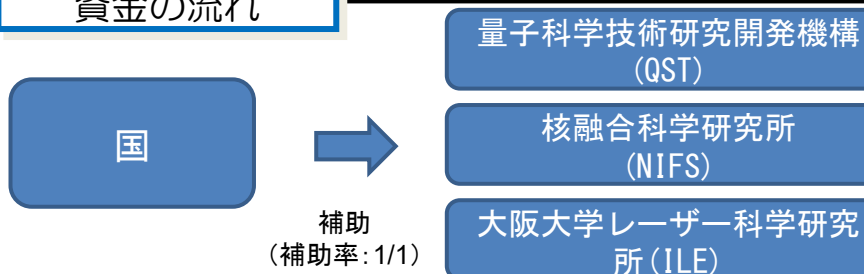 資金の流れ
国
補助
（補助率：1/1）
量子科学技術研究開発機構
(QST)
核融合科学研究所
(NIFS)
大阪大学レーザー科学研究
所(ILE)